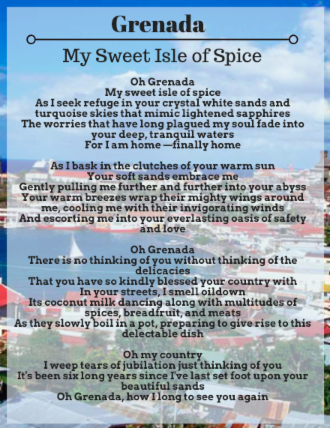 Grenada
My Sweet Isle of Spice
Oh Grenada
My sweet isle of spice
As I seek refuge in your crystal white sands and
turquoise skies that mimic lightened sapphires
The worries that have long plagued my soul fade into
your deep, tranquil waters
For I am home —finally home
As I bask in the clutches of your warm sun
Your soft sands embrace me
Gently pulling me further and further into your abyss
Your warm breezes wrap their mighty wings around
me, cooling me with their invigorating winds
And escorting me into your everlasting oasis of safety
and love
Oh Grenada
There is no thinking of you without thinking of the
delicacies
That you have so kindly blessed your country with
In your streets, I smell oildown
Its coconut milk dancing along with multitudes of
spices, breadfruit, and meats
As they slowly boil in a pot, preparing to give rise to this
delectable dish
Oh my country
I weep tears of jubilation just thinking of you
It's been six long years since I've last set foot upon your
beautiful sands
Oh Grenada, how I long to see you again